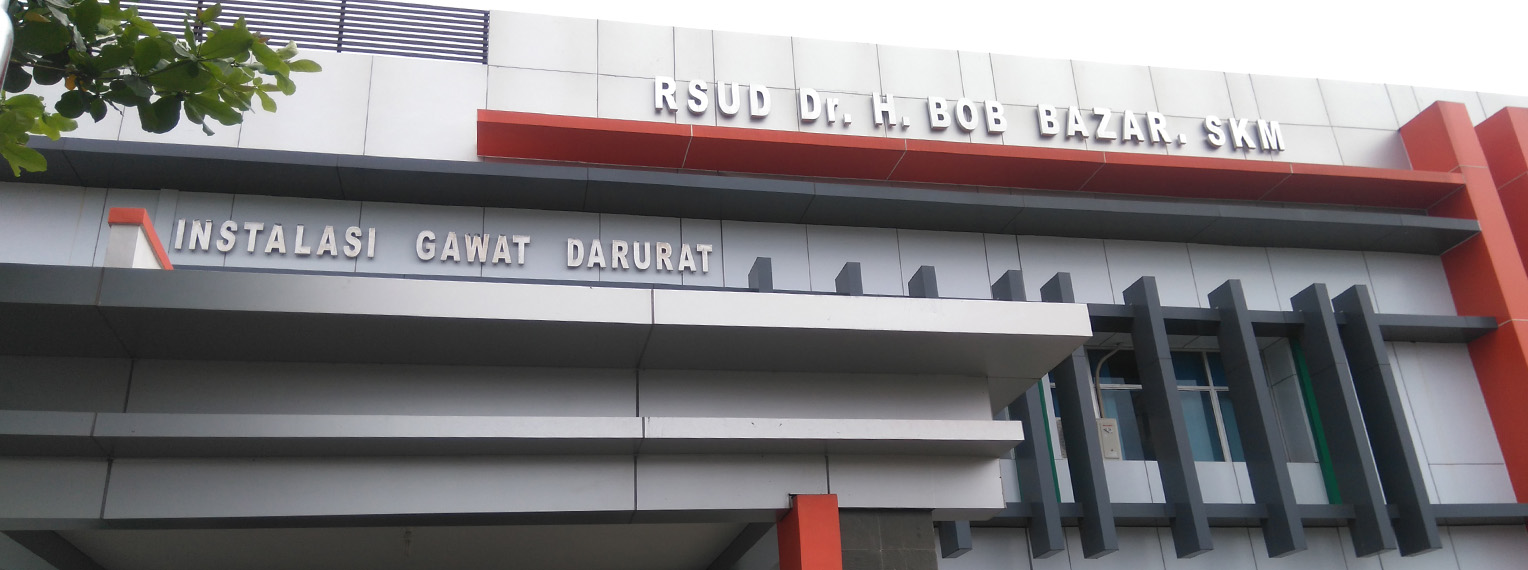 RSUD Dr. H. BOB BAZAR. SKM
INSTALASI GAWAT DARURAT